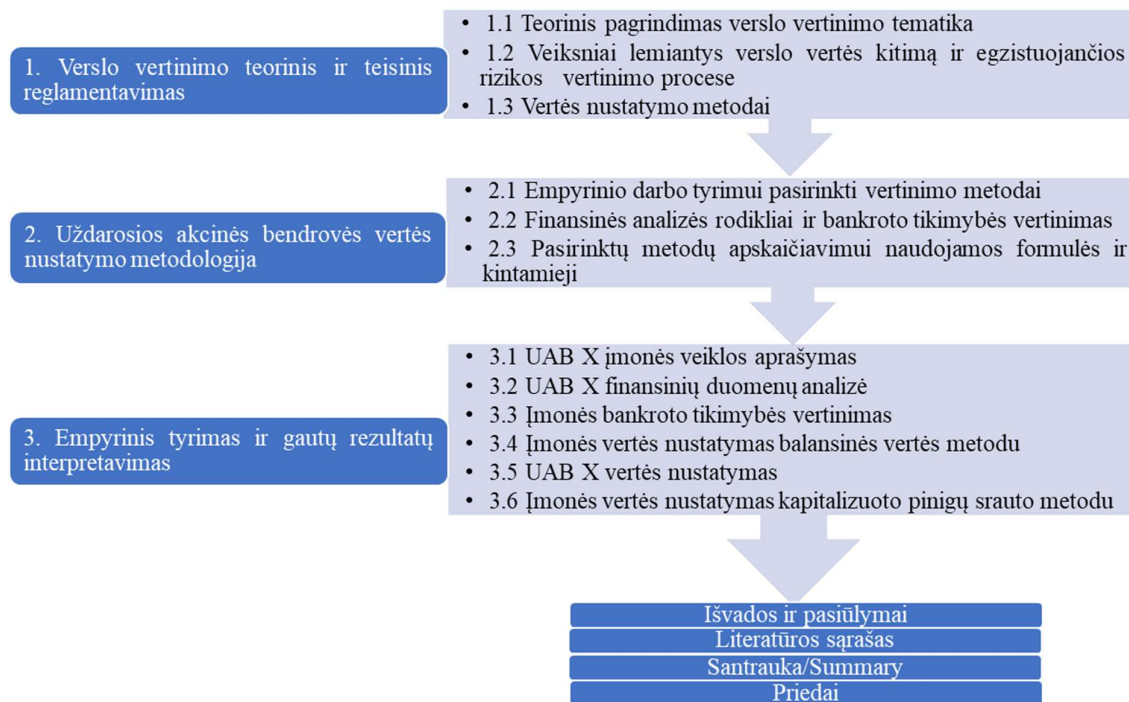 1. Verslo vertinimo teorinis ir teisinis
reglamentavimas
• 1.1 Teorinis pagrindimas verslo vertinimo tematika
• 1.2 Veiksniai lemiantys verslo vertės kitimą ir egzistuojančios
rizikos vertinimo procese
• 1.3 Vertės nustatymo metodai
2. Uždarosios akcinės bendrovės vertės
nustatymo metodologija
• 2.1 Empyrinio darbo tyrimui pasirinkti vertinimo metodai
• 2.2 Finansinės analizės rodikliai ir bankroto tikimybės vertinimas
• 2.3 Pasirinktų metodų apskaičiavimui naudojamos formulės ir
kintamieji
3. Empyrinis tyrimas ir gautų rezultatų
interpretavimas
• 3.1 UAB X įmonės veiklos aprašymas
• 3.2 UAB X finansinių duomenų analizė
• 3.3 Įmonės bankroto tikimybės vertinimas
• 3.4 Įmonės vertės nustatymas balansinės vertės metodu
• 3.5 UAB X vertės nustatymas
• 3.6 Įmonės vertės nustatymas kapitalizuoto pinigų srauto metodu
Išvados ir pasiūlymai
Literatūros sąrašas
Santrauka/Summary
Priedai